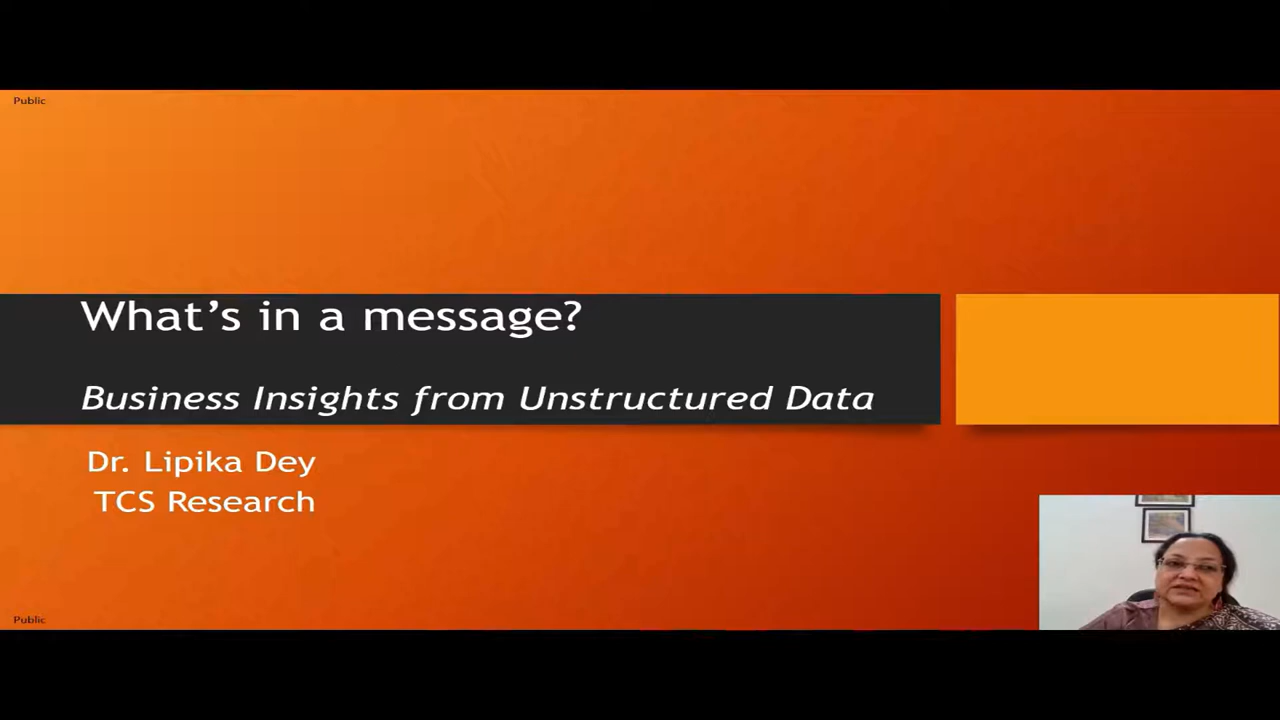 Public
What’s in a message?
Business Insights from Unstructured Data
Dr. Lipika Dey
TCS Research
Public